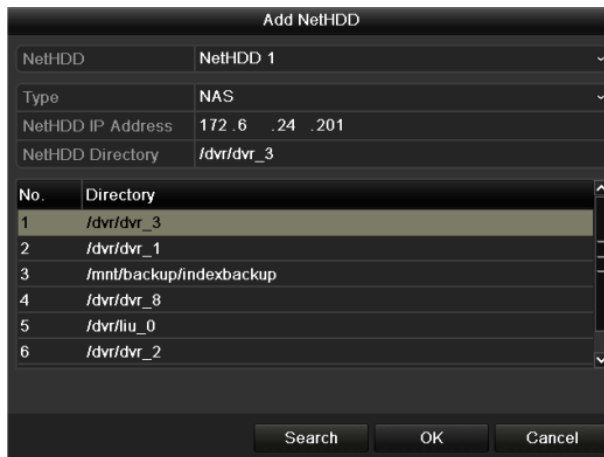 Add NetHDD
NetHDD NetHDD 1
Type NAS
NetHDD IP Address 172 .6 .24 .201
NetHDD Directory /dvr/dvr_3
No. Directory
1 /dvr/dvr_3
2 /dvr/dvr_1
3 /mnt/backup/indexbackup
4 /dvr/dvr_8
5 /dvr/liu_0
6 /dvr/dvr_2
Search OK Cancel